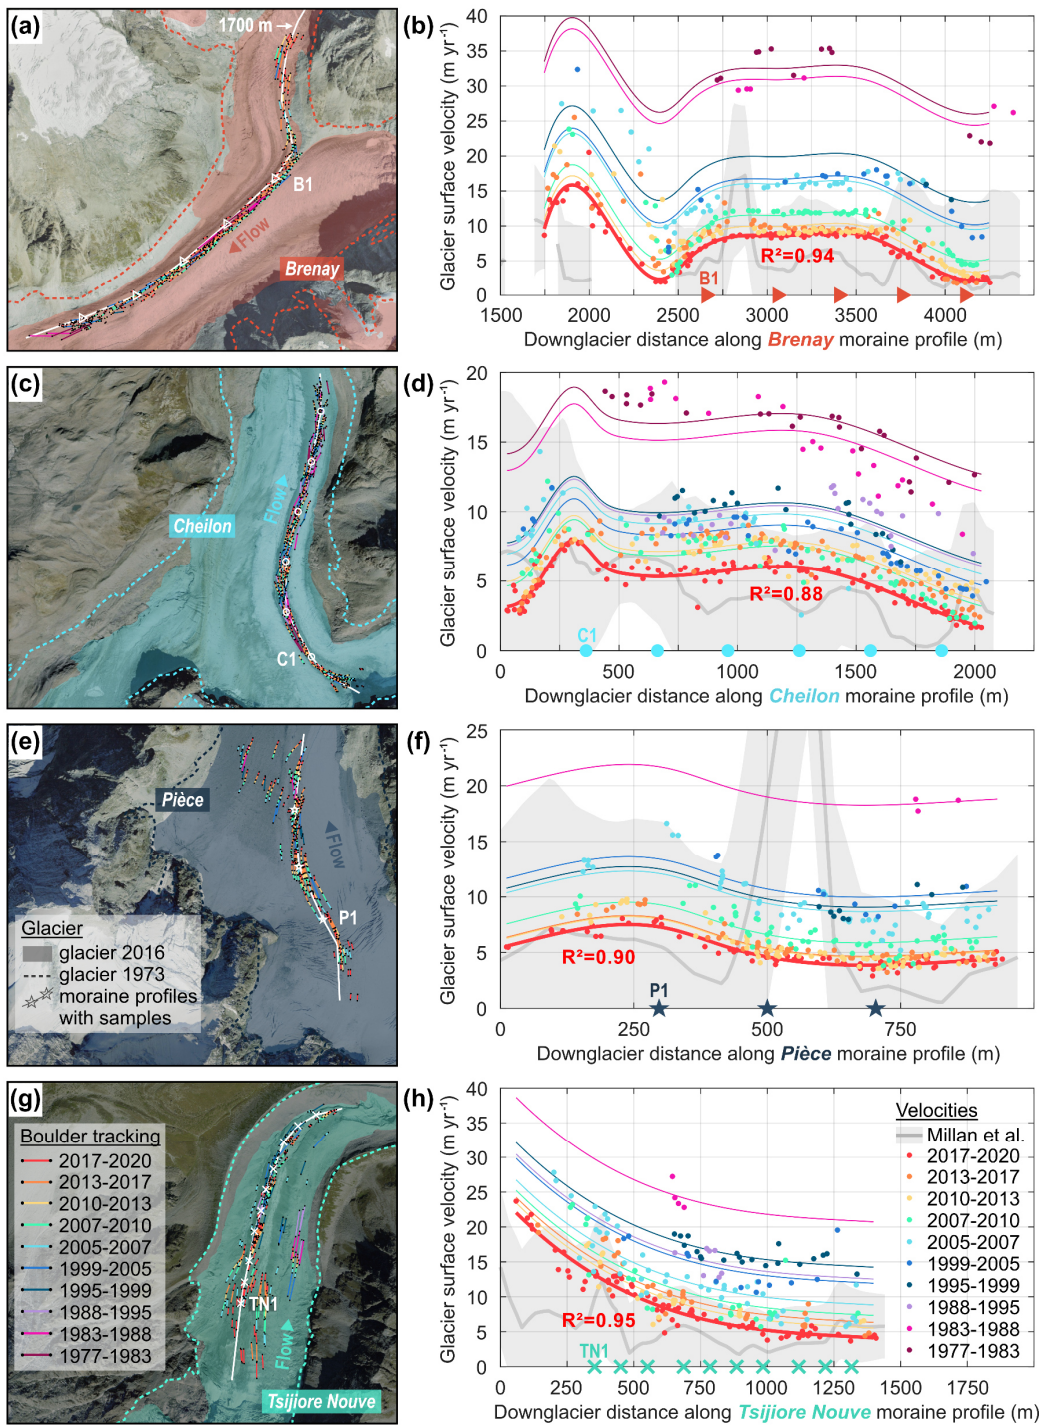 (a)
1700 m
B1
Flow
Brenay
(b)
Glacier surface velocity (m yr⁻¹)
40
35
30
25
20
15
10
5
0
R²=0.94
B1
1500 2000 2500 3000 3500 4000
Downglacier distance along Brenay moraine profile (m)
(c)
Cheilon
Flow
C1
(d)
Glacier surface velocity (m yr⁻¹)
20
15
10
5
0
R²=0.88
C1
0 500 1000 1500 2000
Downglacier distance along Cheilon moraine profile (m)
(e)
Pièce
Flow
P1
Glacier
glacier 2016
glacier 1973
moraine profiles
with samples
(f)
Glacier surface velocity (m yr⁻¹)
25
20
15
10
5
0
R²=0.90
P1
0 250 500 750
Downglacier distance along Pièce moraine profile (m)
(g)
Boulder tracking
2017-2020
2013-2017
2010-2013
2007-2010
2005-2007
1999-2005
1995-1999
1988-1995
1983-1988
1977-1983
TN1
Flow
Tsijiore Nouve
(h)
Glacier surface velocity (m yr⁻¹)
40
35
30
25
20
15
10
5
0
R²=0.95
TN1
Velocities
Millan et al.
2017-2020
2013-2017
2010-2013
2007-2010
2005-2007
1999-2005
1995-1999
1988-1995
1983-1988
1977-1983
0 250 500 750 1000 1250 1500 1750
Downglacier distance along Tsijiore Nouve moraine profile (m)